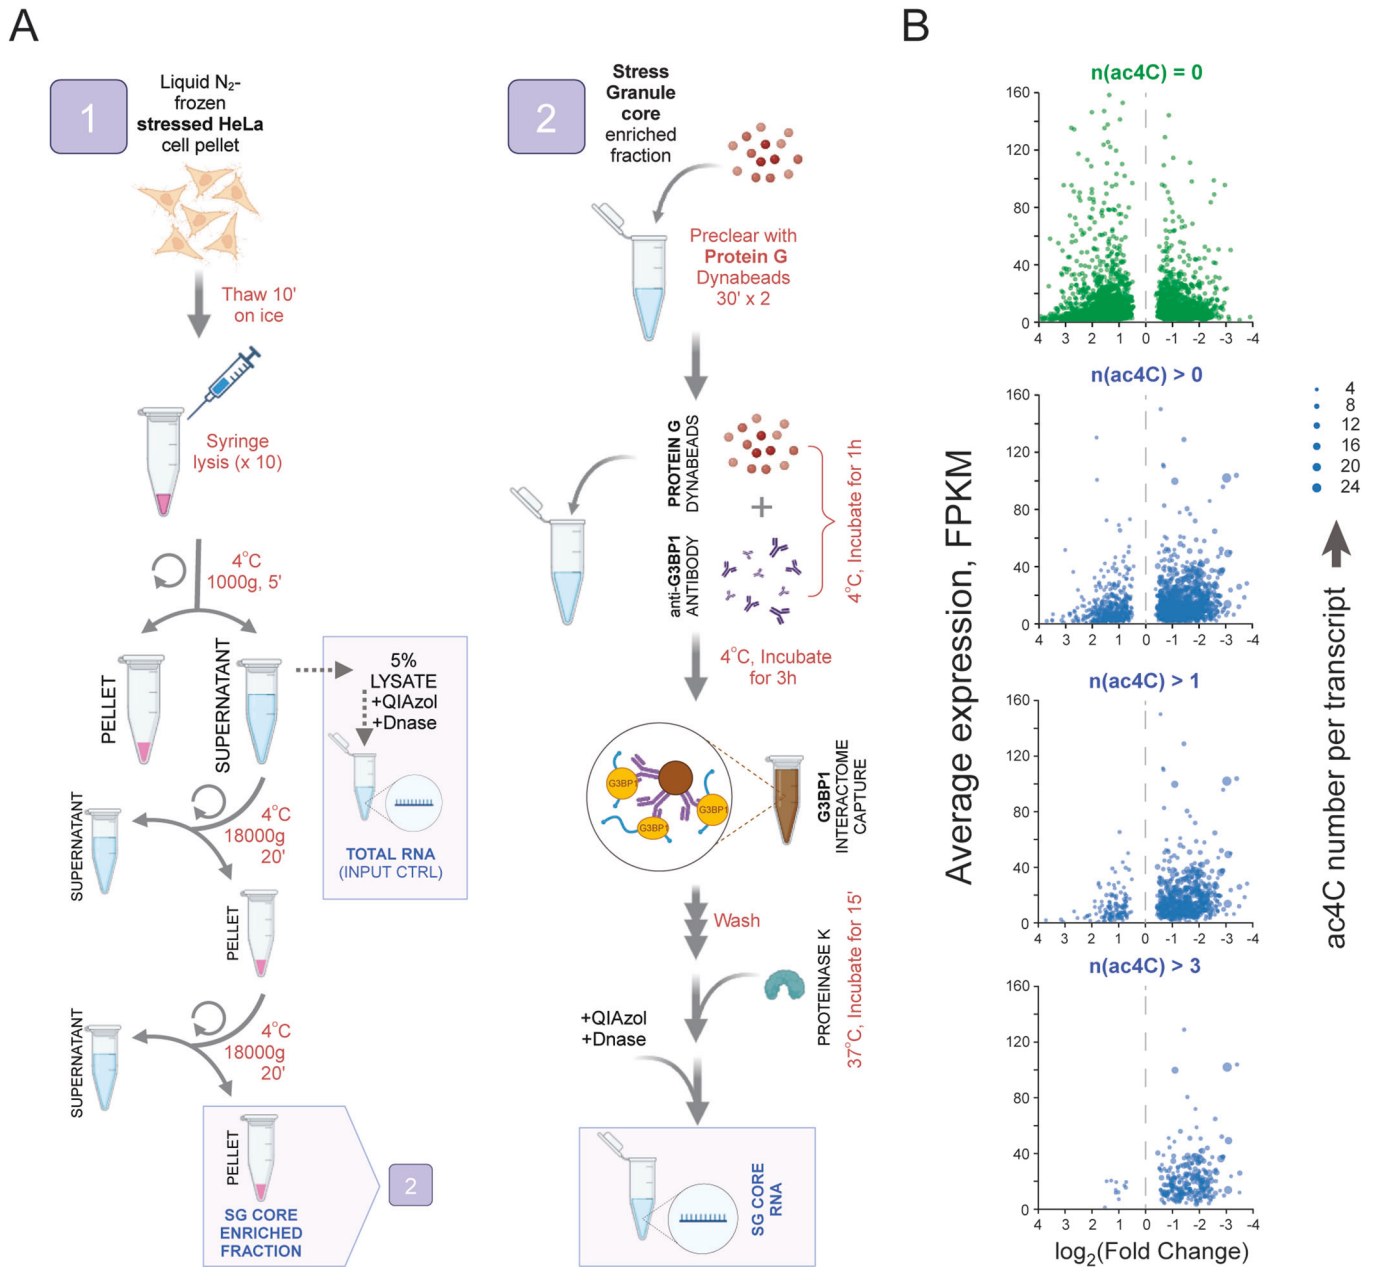 A
1
Liquid N2-
frozen
stressed HeLa
cell pellet
Thaw 10'
on ice
Syringe
lysis (x 10)
4°C
1000g, 5'
PELLET
SUPERNATANT
5%
LYSATE
+QIAzol
+Dnase
TOTAL RNA
(INPUT CTRL)
SUPERNATANT
4°C
18000g
20'
PELLET
SUPERNATANT
4°C
18000g
20'
PELLET
SG CORE
ENRICHED
FRACTION
2
2
Stress
Granule
core
enriched
fraction
Preclear with
Protein G
Dynabeads
30' x 2
PROTEIN G
DYNABEADS
+
anti-G3BP1
ANTIBODY
4°C, Incubate for 1h
4°C, Incubate
for 3h
G3BP1
G3BP1
G3BP1
G3BP1
INTERACTOME
CAPTURE
Wash
PROTEINASE K
37°C, Incubate for 15'
+QIAzol
+Dnase
SG CORE
RNA
B
Average expression, FPKM
n(ac4C) = 0
160
120
80
40
0
4 3 2 1 0 -1 -2 -3 -4
n(ac4C) > 0
160
120
80
40
0
4 3 2 1 0 -1 -2 -3 -4
n(ac4C) > 1
160
120
80
40
0
4 3 2 1 0 -1 -2 -3 -4
n(ac4C) > 3
160
120
80
40
0
4 3 2 1 0 -1 -2 -3 -4
log2(Fold Change)
4
8
12
16
20
24
ac4C number per transcript